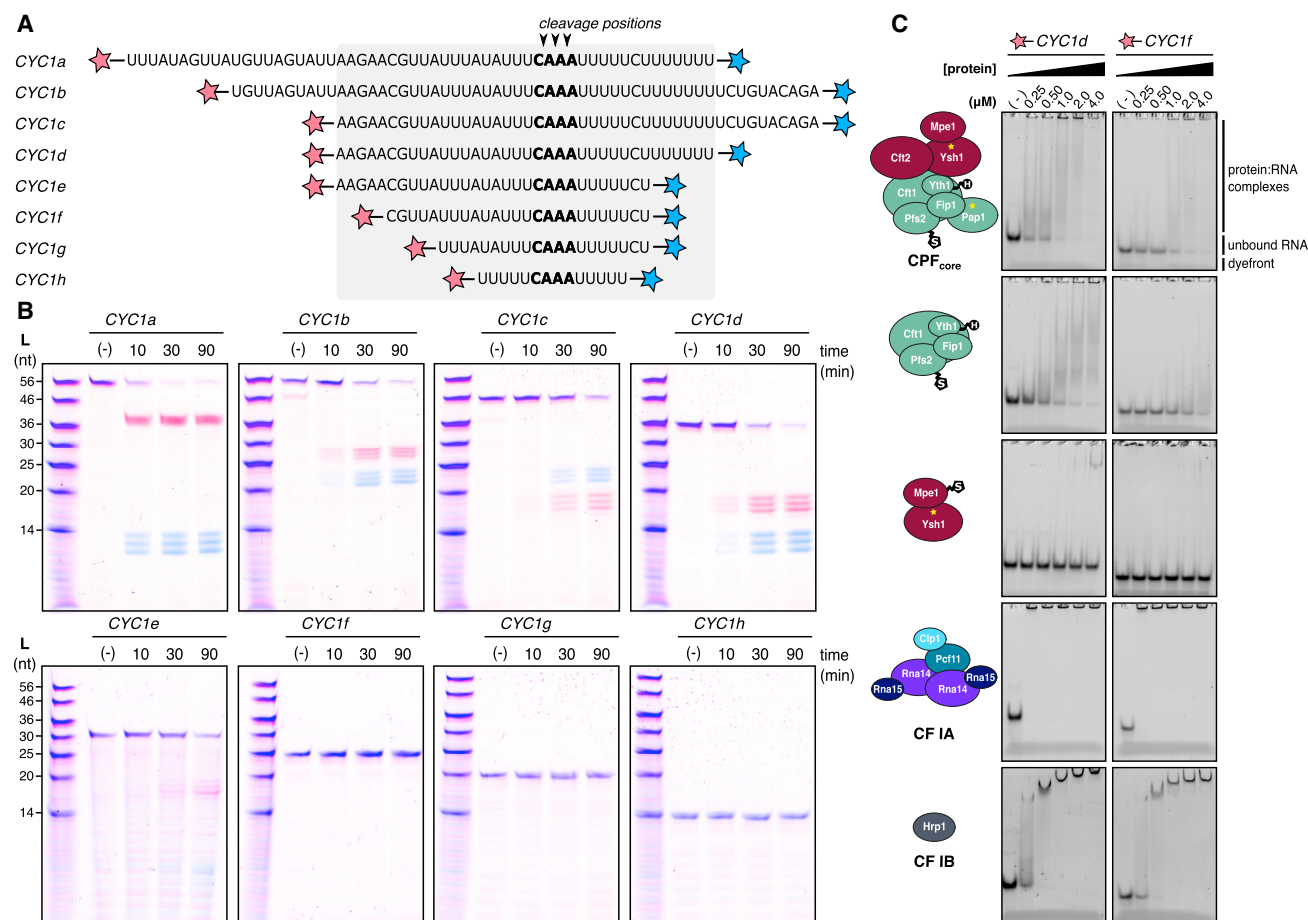 A
cleavage positions
CYC1a
UUUAUAGUUAUGUUAGUAUUAAGAACGUUAUUUAUAUUUCAAAUUUUUCUUUUUUU
CYC1b
UGUUAGUAUUAAGAACGUUAUUUAUAUUUCAAAUUUUUCUUUUUUUUCUGUACAGA
CYC1c
AAGAACGUUAUUUAUAUUUCAAAUUUUUCUUUUUUUUCUGUACAGA
CYC1d
AAGAACGUUAUUUAUAUUUCAAAUUUUUCUUUUUUU
CYC1e
AAGAACGUUAUUUAUAUUUCAAAUUUUUCU
CYC1f
CGUUAUUUAUAUUUCAAAUUUUUCU
CYC1g
UUUAUAUUUCAAAUUUUUCU
CYC1h
UUUUUCAAAUUUUU
B
CYC1a CYC1b CYC1c CYC1d
L
(nt)
(-) 10 30 90 (-) 10 30 90 (-) 10 30 90 (-) 10 30 90
time
(min)
56
46
36
30
25
20
14
CYC1e CYC1f CYC1g CYC1h
L
(nt)
(-) 10 30 90 (-) 10 30 90 (-) 10 30 90 (-) 10 30 90
time
(min)
56
46
36
30
25
20
14
C
CYC1d CYC1f
[protein]
(μM)
(-) 0.25 0.50 1.0 2.0 4.0 (-) 0.25 0.50 1.0 2.0 4.0
Mpe1
Cft2 Ysh1
Cft1 Yth1 H
Fip1
Pfs2 Pap1
S
CPFcore
protein:RNA
complexes
unbound RNA
dyefront
Cft1 Yth1 H
Fip1
Pfs2
S
Mpe1 S
Ysh1
Clp1
Pcf11
Rna14 Rna15
Rna15 Rna14
CF IA
Hrp1
CF IB